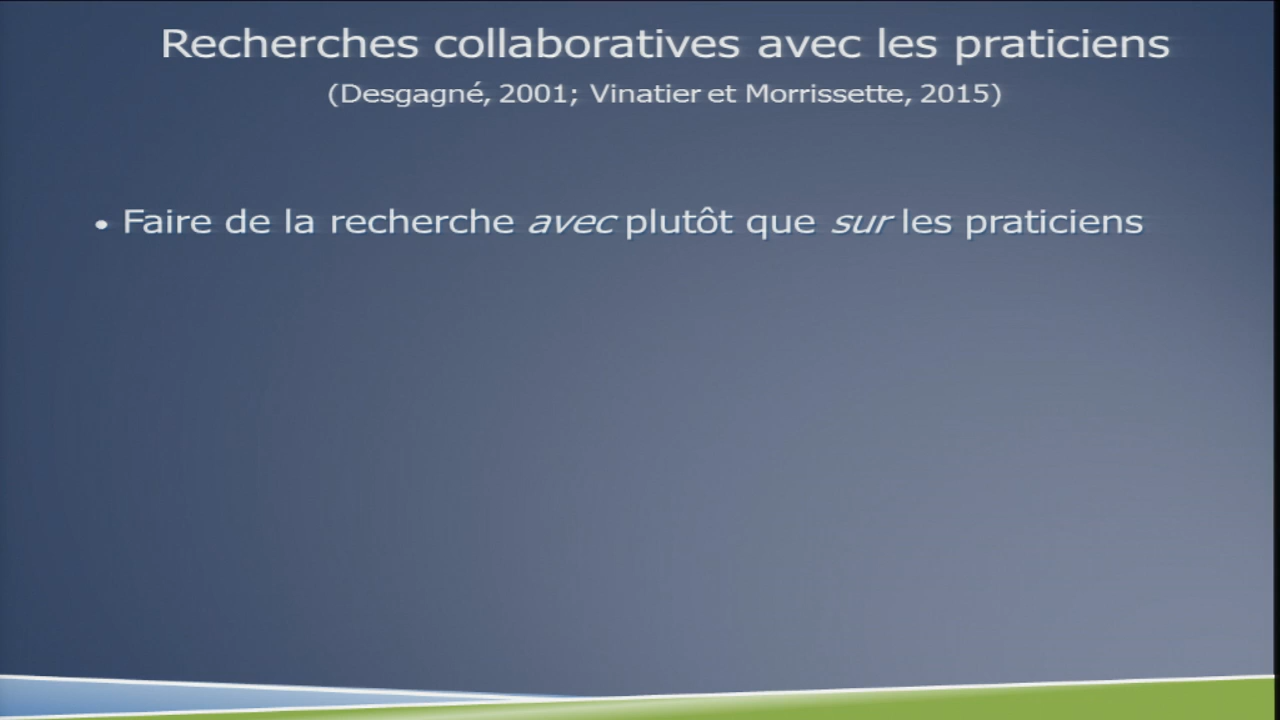 Recherches collaboratives avec les praticiens
(Desgagné, 2001; Vinatier et Morrissette, 2015)
• Faire de la recherche avec plutôt que sur les praticiens